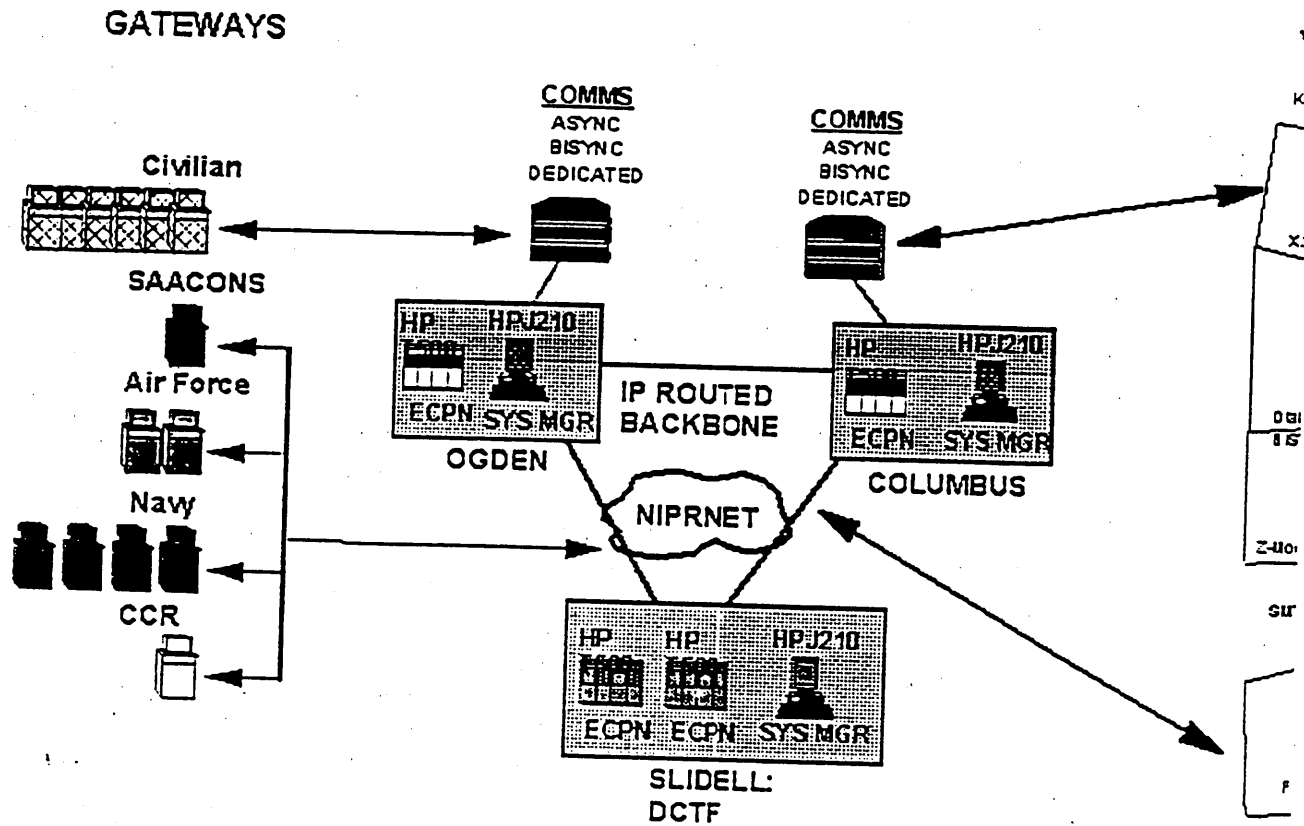 GATEWAYS
COMMS
ASYNC
BISYNC
DEDICATED
COMMS
ASYNC
BISYNC
DEDICATED
Civilian
SAACONS
Air Force
Navy
CCR
HP
HPJ210
ECPN
SYS MGR
OGDEN
IP ROUTED
BACKBONE
HP
HPJ210
ECPN
SYS MGR
COLUMBUS
NIPRNET
HP
HP
HPJ210
ECPN
ECPN
SYS MGR
SLIDELL:
DCTF